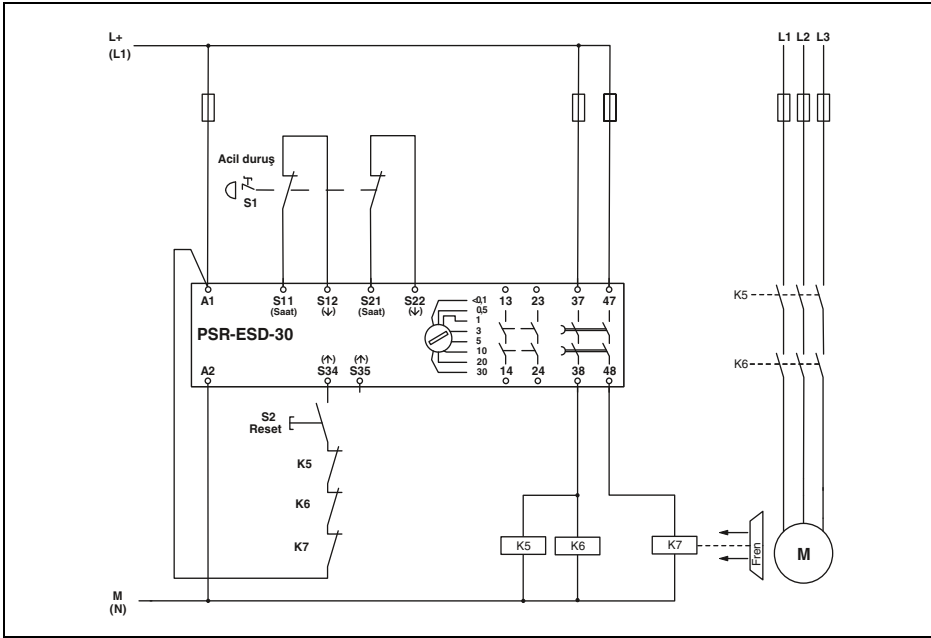 L+
(L1)
L1 L2 L3
Acil duruş
S1
A1 S11 S12 S21 S22 <0,1 13 23 37 47
(Saat) (↓) (Saat) (↓) 0,5
1
PSR-ESD-30 3
5
(↑) (↑) 10
A2 S34 S35 20 14 24 38 48
30
K5
K6
S2
Reset
K5
K6
K7
K5 K6 K7 Fren M
M
(N)